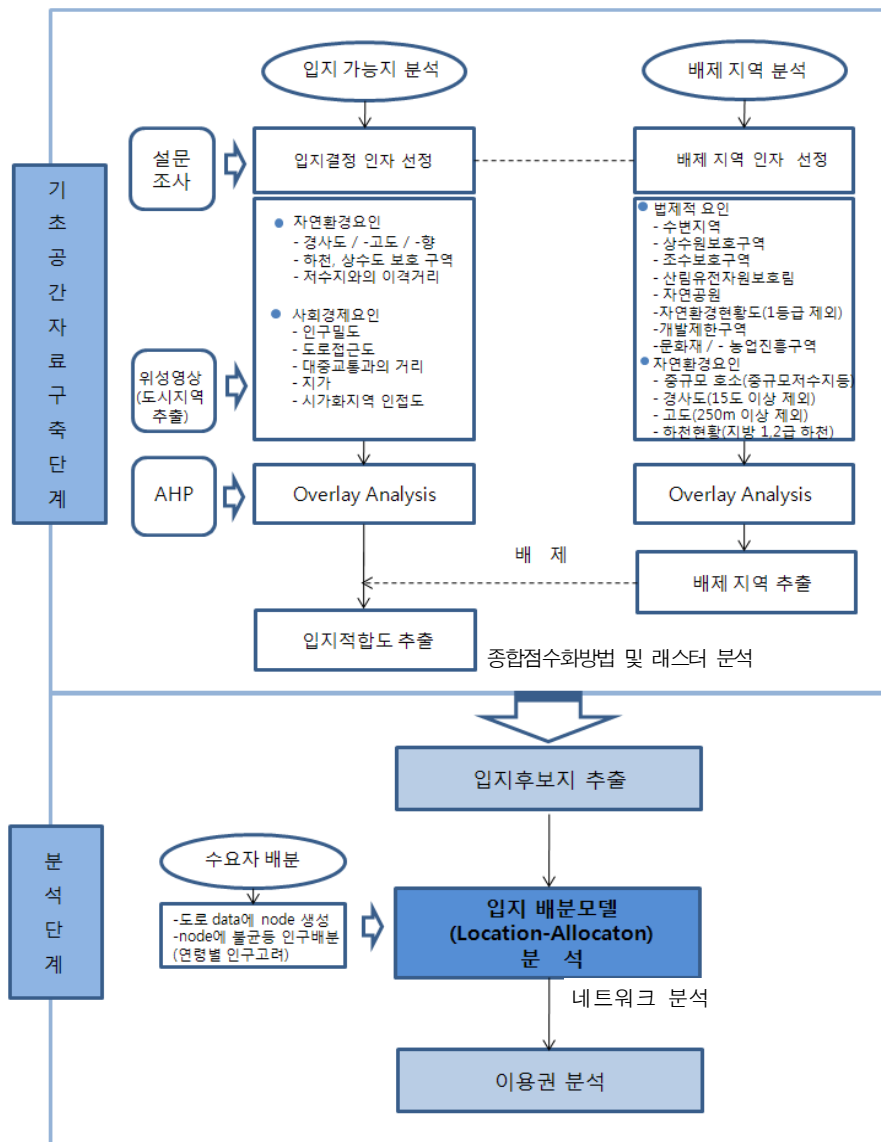 기
초
공
간
자
료
구
축
단
계
입지 가능지 분석
배제 지역 분석
설문
조사
입지결정 인자 선정
배제 지역 인자 선정
자연환경요인
- 경사도 / -고도 / -향
- 하천, 상수도 보호 구역
- 저수지와의 이격거리
사회경제요인
- 인구밀도
- 도로접근도
- 대중교통과의 거리
- 지가
- 시가화지역 인접도
법제적 요인
- 수변지역
- 상수원보호구역
- 조수보호구역
- 산림유전자원보호림
- 자연공원
-자연환경현황도(1등급 제외)
-개발제한구역
-문화재 / - 농업진흥구역
자연환경요인
- 중규모 호소(중규모저수지등)
- 경사도(15도 이상 제외)
- 고도(250m 이상 제외)
- 하천현황(지방 1,2급 하천)
위성영상
(도시지역
추출)
AHP
Overlay Analysis
Overlay Analysis
배 제
배제 지역 추출
입지적합도 추출
종합점수화방법 및 래스터 분석
입지후보지 추출
분
석
단
계
수요자 배분
-도로 data에 node 생성
-node에 불균등 인구배분
(연령별 인구고려)
입지 배분모델
(Location-Allocaton)
분 석
네트워크 분석
이용권 분석